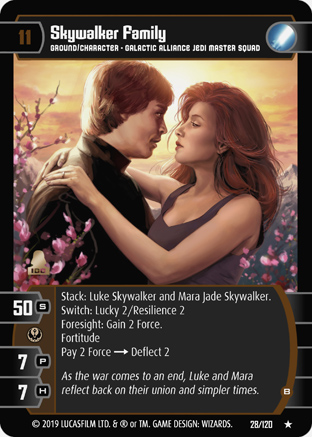 11
Skywalker Family
GROUND/CHARACTER • GALACTIC ALLIANCE JEDI MASTER SQUAD
IDC
50 S
Stack: Luke Skywalker and Mara Jade Skywalker.
Switch: Lucky 2/Resilience 2
Foresight: Gain 2 Force.
Fortitude
7 P
Pay 2 Force → Deflect 2
7 H
As the war comes to an end, Luke and Mara
reflect back on their union and simpler times.
B
© 2019 LUCASFILM LTD. & ® or TM. GAME DESIGN: WIZARDS.
28/120 ★